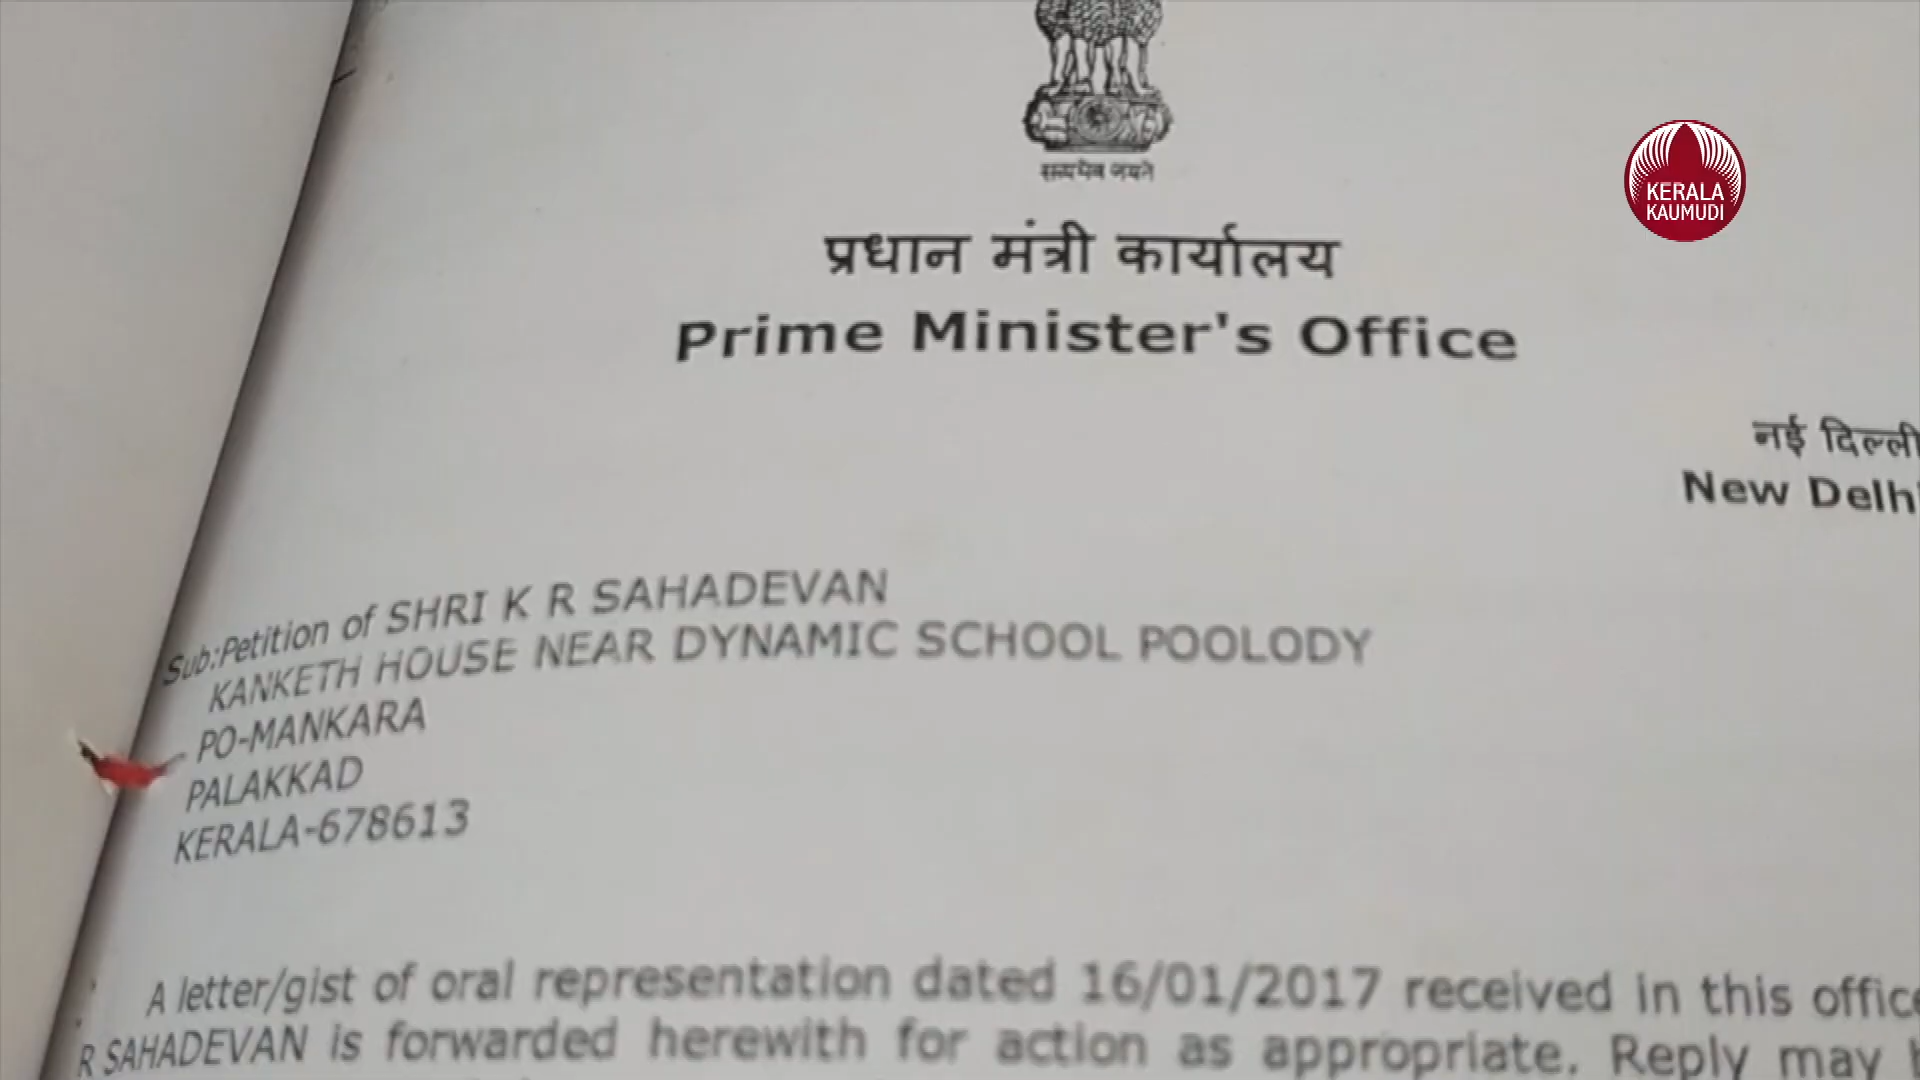 सत्यमेव जयते
KERALA
KAUMUDI
प्रधान मंत्री कार्यालय
Prime Minister's Office
नई दिल्ली
New Delhi
Sub:Petition of SHRI K R SAHADEVAN
KANKETH HOUSE NEAR DYNAMIC SCHOOL POOLODY
PO-MANKARA
PALAKKAD
KERALA-678613
A letter/gist of oral representation dated 16/01/2017 received in this office
R SAHADEVAN is forwarded herewith for action as appropriate. Reply may